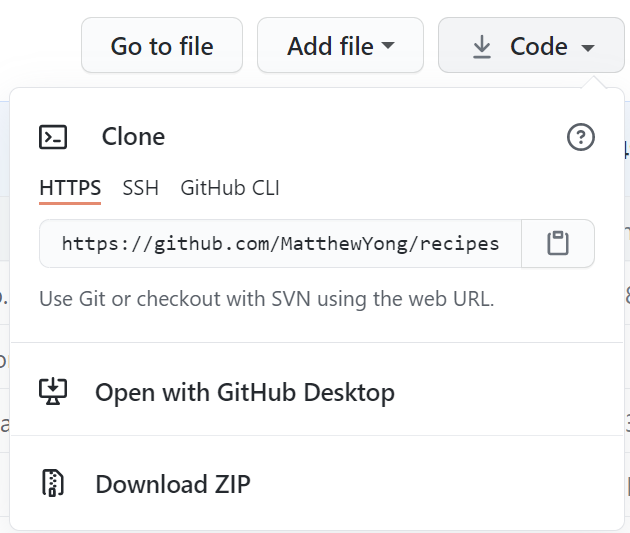 Go to file Add file Code
Clone
HTTPS SSH GitHub CLI
https://github.com/MatthewYong/recipes
Use Git or checkout with SVN using the web URL.
Open with GitHub Desktop
Download ZIP